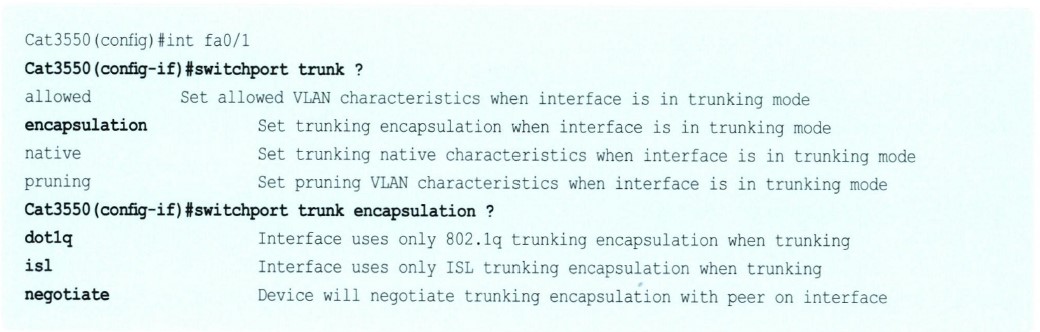 Cat3550(config)#int fa0/1
Cat3550(config-if)#switchport trunk ?
allowed Set allowed VLAN characteristics when interface is in trunking mode
encapsulation Set trunking encapsulation when interface is in trunking mode
native Set trunking native characteristics when interface is in trunking mode
pruning Set pruning VLAN characteristics when interface is in trunking mode
Cat3550(config-if)#switchport trunk encapsulation ?
dot1q Interface uses only 802.1q trunking encapsulation when trunking
isl Interface uses only ISL trunking encapsulation when trunking
negotiate Device will negotiate trunking encapsulation with peer on interface